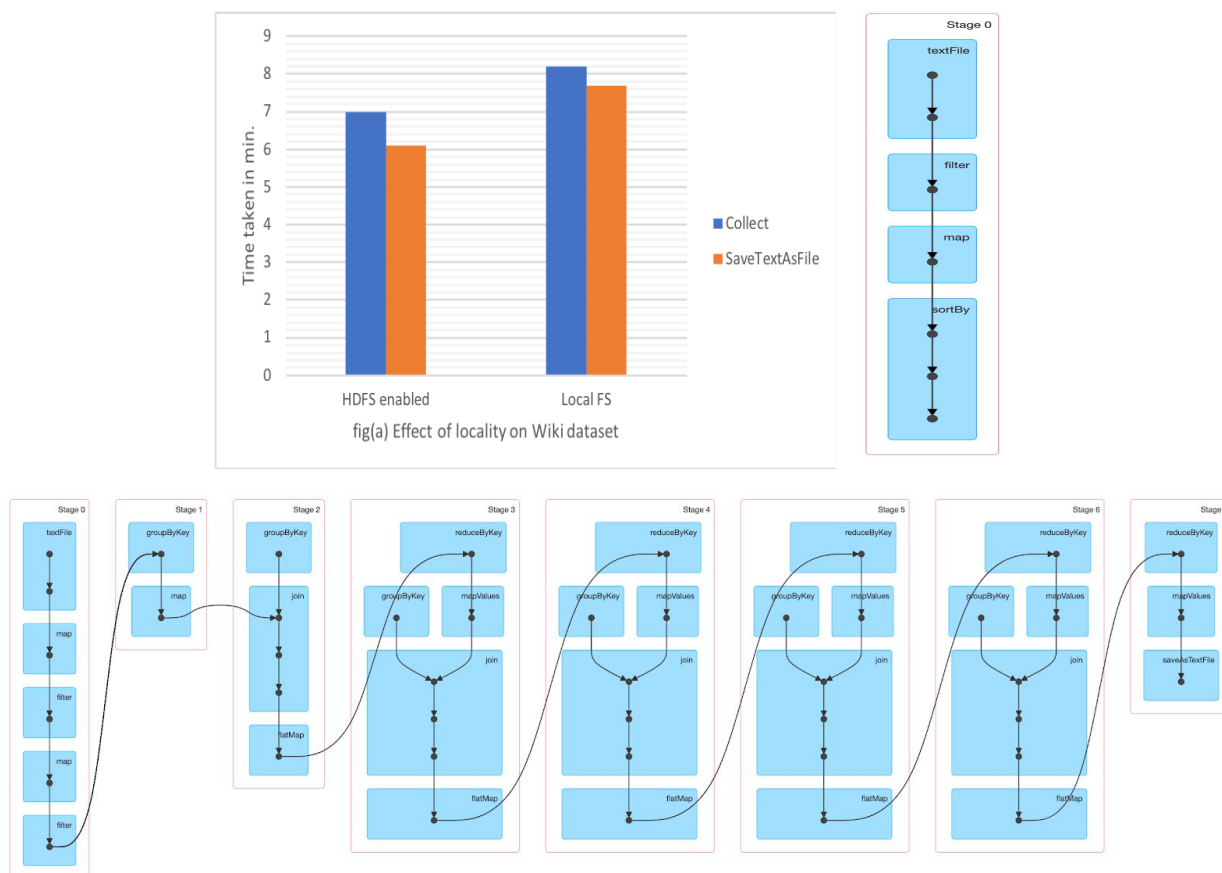 9
8
7
6
5
4
3
2
1
0
Time taken in min.
HDFS enabled
Local FS
Collect
SaveTextAsFile
fig(a) Effect of locality on Wiki dataset
Stage 0
textFile
filter
map
sortBy
Stage 0
textFile
map
filter
map
filter
Stage 1
groupByKey
map
Stage 2
groupByKey
join
flatMap
Stage 3
reduceByKey
groupByKey
mapValues
join
flatMap
Stage 4
reduceByKey
groupByKey
mapValues
join
flatMap
Stage 5
reduceByKey
groupByKey
mapValues
join
flatMap
Stage 6
reduceByKey
groupByKey
mapValues
join
flatMap
Stage
reduceByKey
mapValues
saveAsTextFile